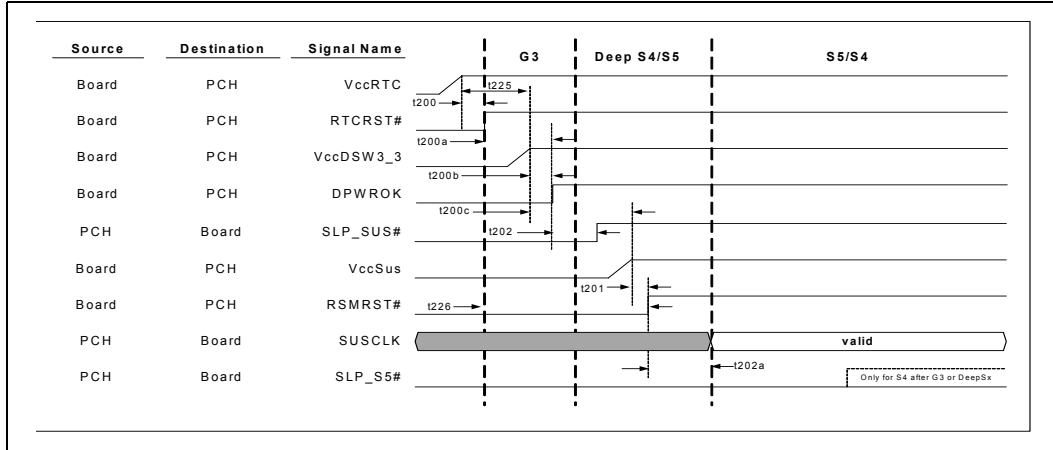 Source Destination Signal Name G3 Deep S4/S5 S5/S4
Board PCH VccRTC t225
t200
Board PCH RTCRST#
t200a
Board PCH VccDSW3_3
t200b
Board PCH DPWROK
t200c
PCH Board SLP_SUS# t202
Board PCH VccSus
t201
Board PCH RSMRST# t226
PCH Board SUSCLK valid
t202a
PCH Board SLP_S5# Only for S4 after G3 or DeepSx